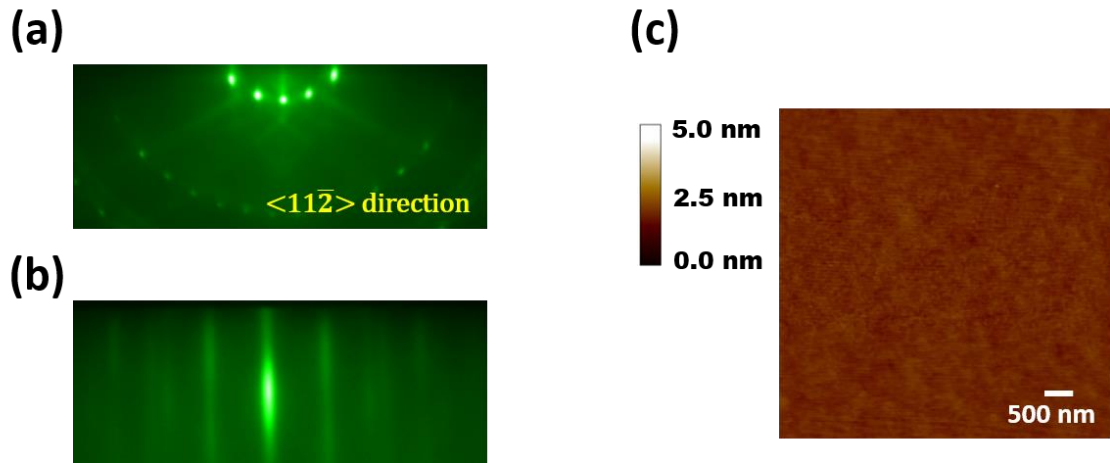 (a)
<112̅> direction
(b)
(c)
5.0 nm
2.5 nm
0.0 nm
500 nm